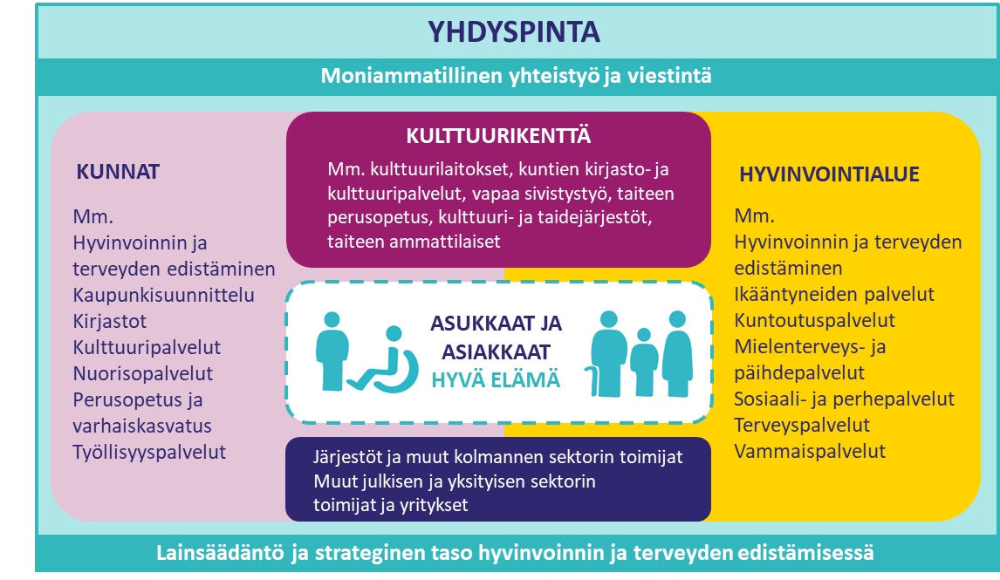 YHDYSPINTA
Moniammatillinen yhteistyö ja viestintä
KUNNAT
Mm.
Hyvinvoinnin ja
terveyden edistäminen
Kaupunkisuunnittelu
Kirjastot
Kulttuuripalvelut
Nuorisopalvelut
Perusopetus ja
varhaiskasvatus
Työllisyyspalvelut
KULTTUURIKENTTÄ
Mm. kulttuurilaitokset, kuntien kirjasto- ja
kulttuuripalvelut, vapaa sivistystyö, taiteen
perusopetus, kulttuuri- ja taidejärjestöt,
taiteen ammattilaiset
ASUKKAAT JA
ASIAKKAAT
HYVÄ ELÄMÄ
Järjestöt ja muut kolmannen sektorin toimijat
Muut julkisen ja yksityisen sektorin
toimijat ja yritykset
HYVINVOINTIALUE
Mm.
Hyvinvoinnin ja terveyden
edistäminen
Ikääntyneiden palvelut
Kuntoutuspalvelut
Mielenterveys- ja
päihdepalvelut
Sosiaali- ja perhepalvelut
Terveyspalvelut
Vammaispalvelut
Lainsäädäntö ja strateginen taso hyvinvoinnin ja terveyden edistämisessä